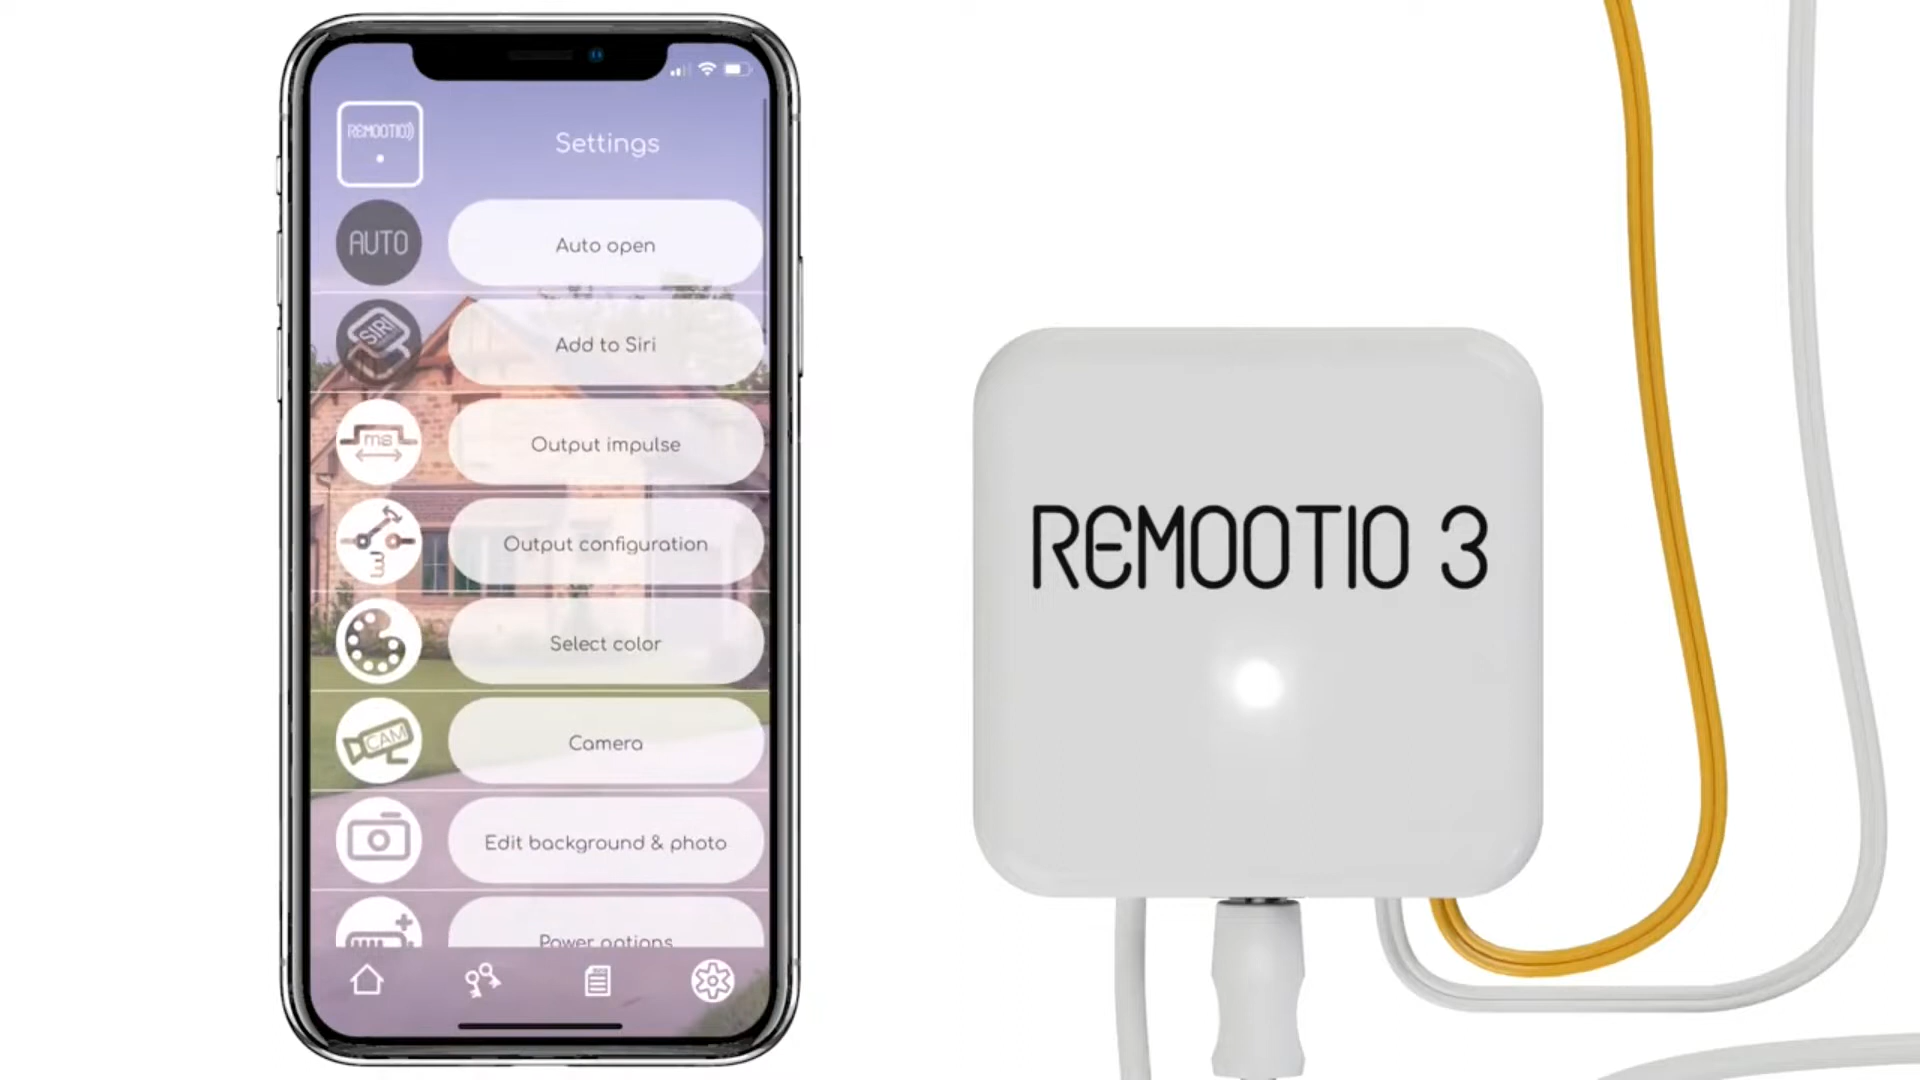 REMOOTIO
Settings
AUTO
Auto open
SIRI
Add to Siri
ms
Output impulse
3
Output configuration
Select color
CAM
Camera
Edit background & photo
Power options
REMOOTIO 3